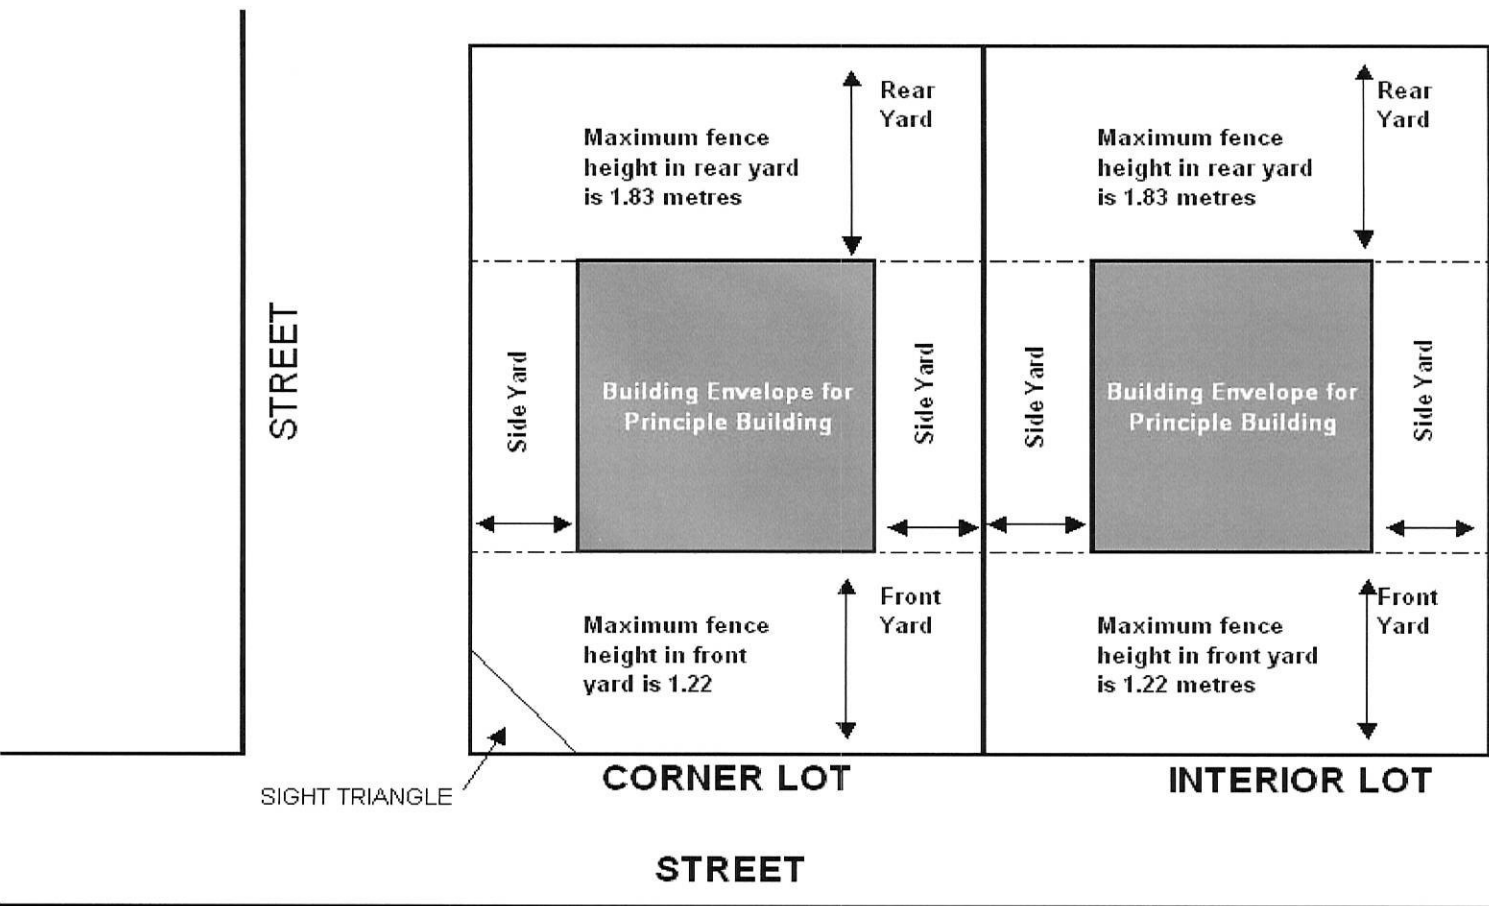 Rear
Yard
Maximum fence
height in rear yard
is 1.83 metres
Rear
Yard
Maximum fence
height in rear yard
is 1.83 metres
STREET
Side Yard
Building Envelope for
Principle Building
Side Yard
Side Yard
Building Envelope for
Principle Building
Side Yard
Front
Yard
Maximum fence
height in front
yard is 1.22
Front
Yard
Maximum fence
height in front yard
is 1.22 metres
SIGHT TRIANGLE
CORNER LOT
INTERIOR LOT
STREET